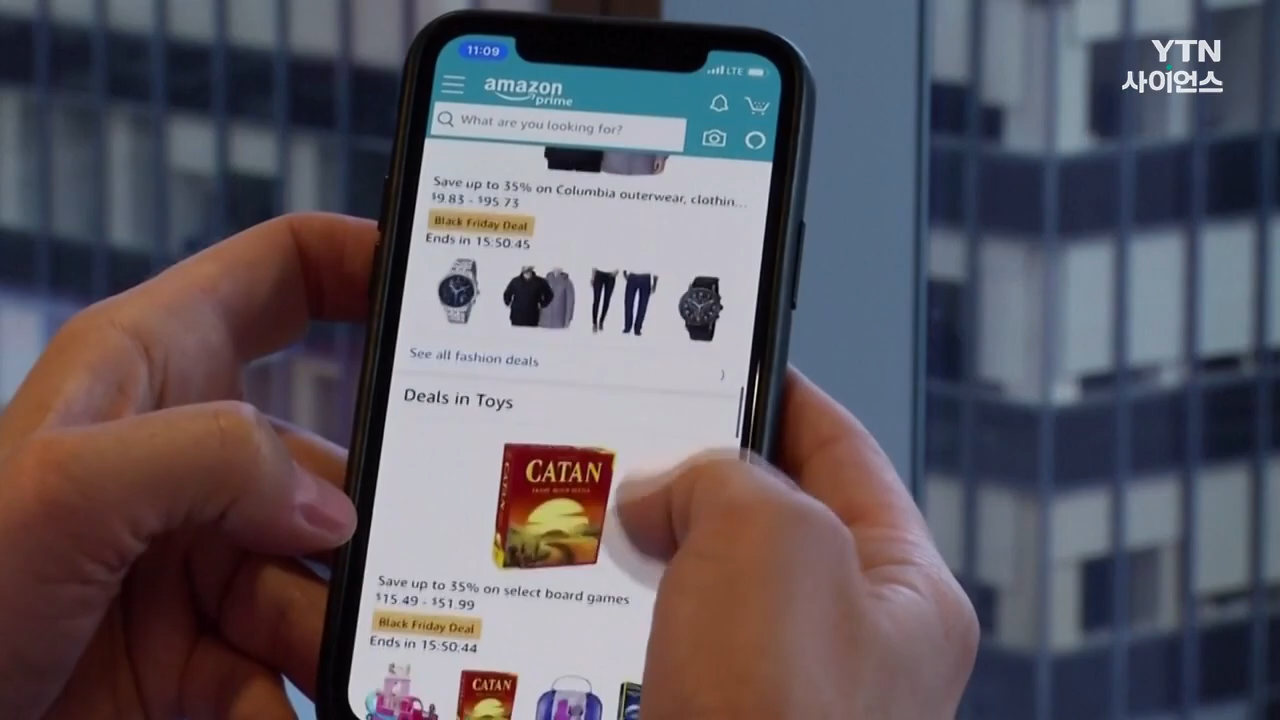 YTN
사이언스
11:09
LTE
amazon
prime
What are you looking for?
Save up to 35% on Columbia outerwear, clothin...
$9.83 - $95.73
Black Friday Deal
Ends in 15:50:45
See all fashion deals
Deals in Toys
CATAN
CATAN
Save up to 35% on select board games
$15.49 - $51.99
Black Friday Deal
Ends in 15:50:44
CATAN